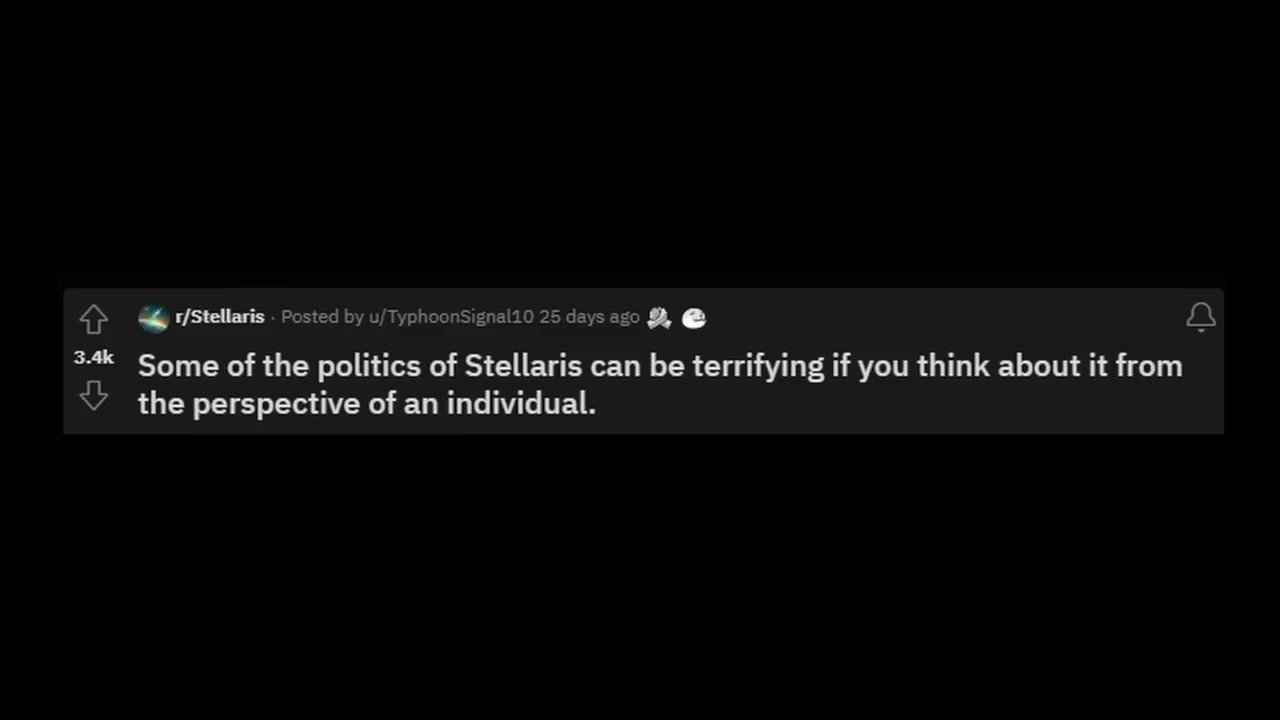 r/Stellaris · Posted by u/TyphoonSignal10 25 days ago
3.4k
Some of the politics of Stellaris can be terrifying if you think about it from
the perspective of an individual.